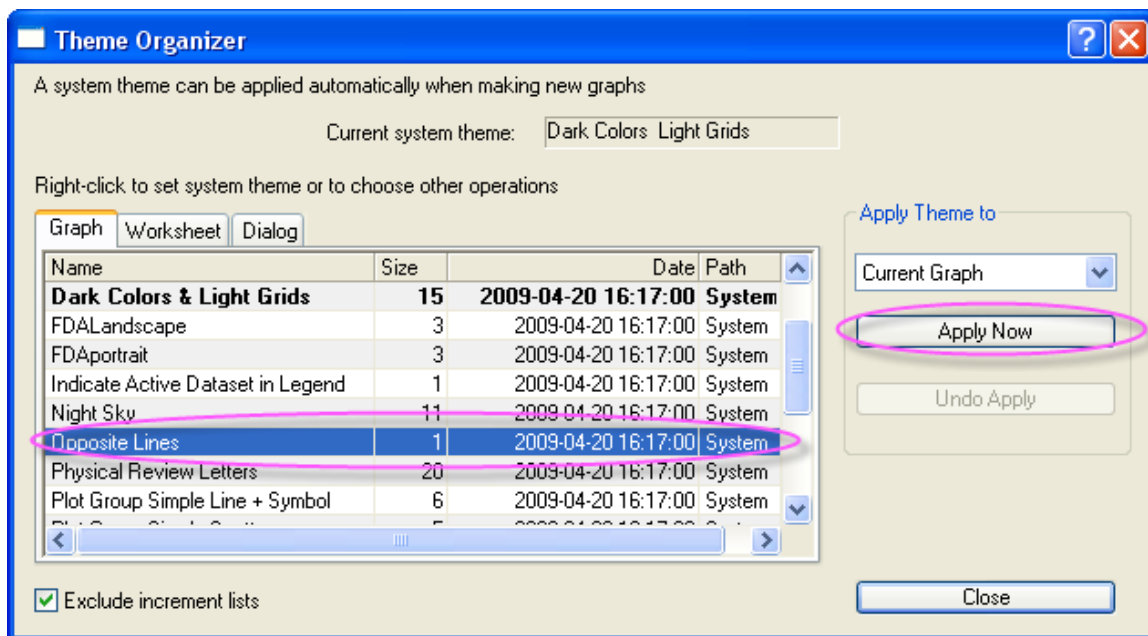 Theme Organizer
A system theme can be applied automatically when making new graphs
Current system theme: Dark Colors Light Grids
Right-click to set system theme or to choose other operations
Graph Worksheet Dialog
Name Size Date Path
Dark Colors & Light Grids 15 2009-04-20 16:17:00 System
FDALandscape 3 2009-04-20 16:17:00 System
FDAportrait 3 2009-04-20 16:17:00 System
Indicate Active Dataset in Legend 1 2009-04-20 16:17:00 System
Night Sky 11 2009-04-20 16:17:00 System
Opposite Lines 1 2009-04-20 16:17:00 System
Physical Review Letters 20 2009-04-20 16:17:00 System
Plot Group Simple Line + Symbol 6 2009-04-20 16:17:00 System
Apply Theme to
Current Graph
Apply Now
Undo Apply
Exclude increment lists
Close